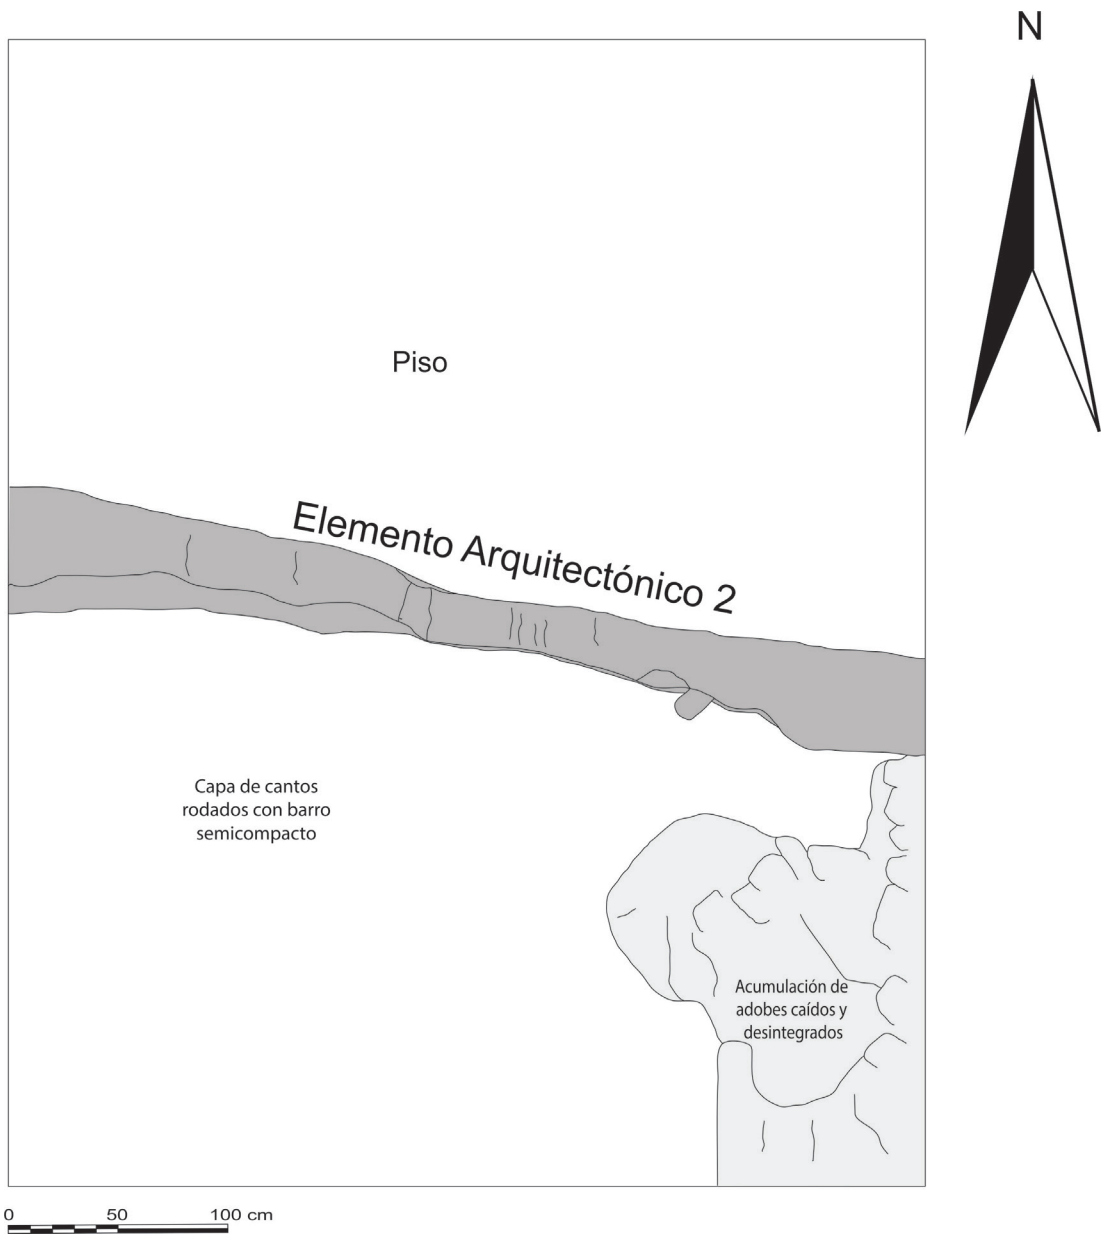 N
Piso
Elemento Arquitectónico 2
Capa de cantos
rodados con barro
semicompacto
Acumulación de
adobes caídos y
desintegrados
0 50 100 cm